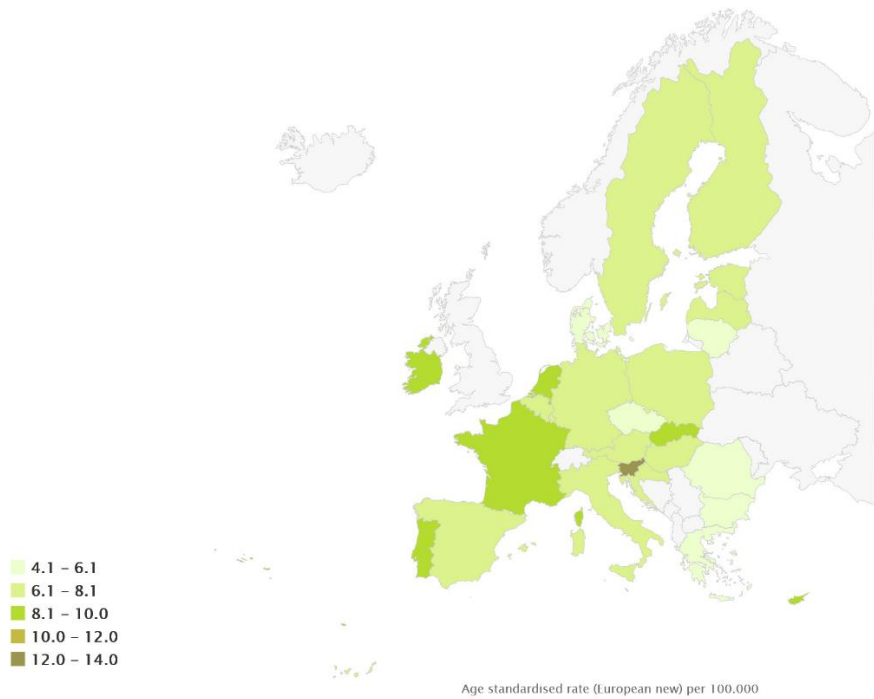 4.1 – 6.1
6.1 – 8.1
8.1 – 10.0
10.0 – 12.0
12.0 – 14.0
Age standardised rate (European new) per 100.000